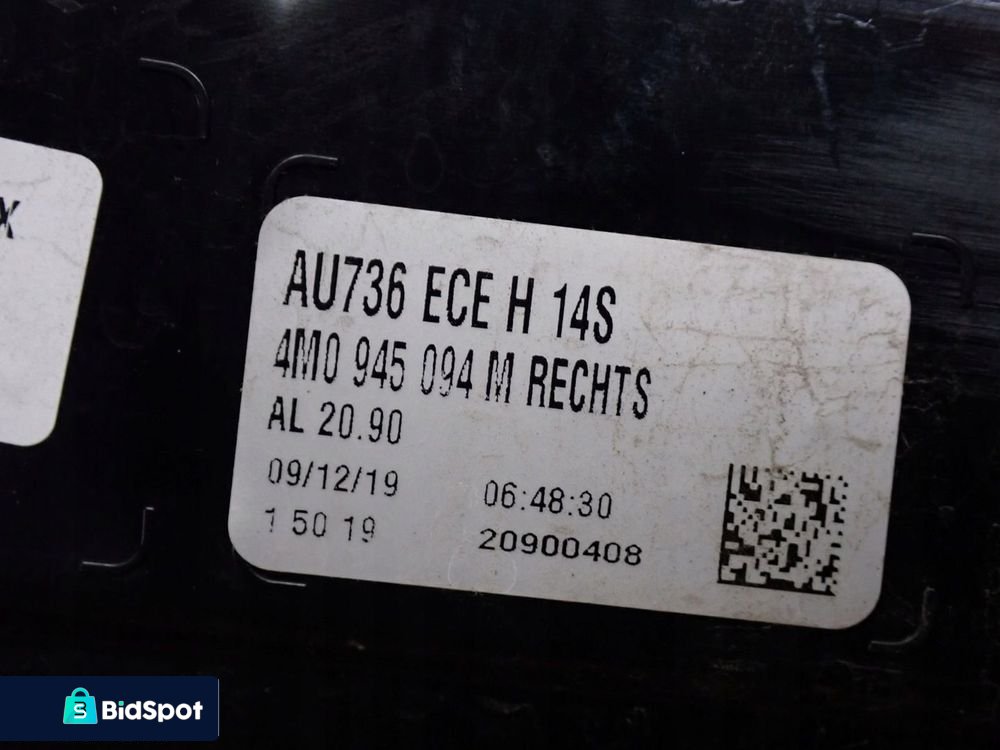 X
AU736 ECE H 14S
4M0 945 094 M RECHTS
AL 20.90
09/12/19 06:48:30
1 50 19 20900408
BidSpot